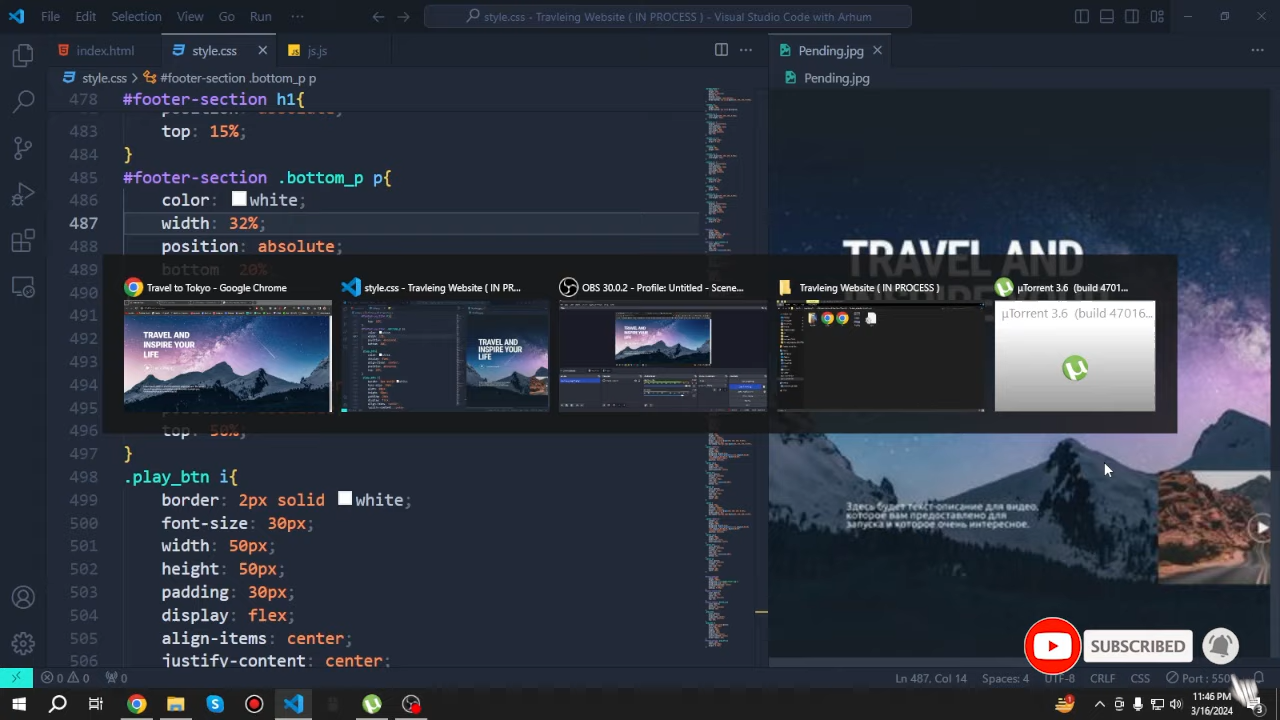 File Edit Selection View Go Run ···
style.css - Travleing Website ( IN PROCESS ) - Visual Studio Code with Arhum
index.html
style.css
js.js
Pending.jpg
style.css > #footer-section .bottom_p p
Pending.jpg
478 #footer-section h1{
483 top: 15%;
484 }
485 #footer-section .bottom_p p{
486 color: white;
487 width: 32%;
488 position: absolute;
489 bottom 20%
TRAVEL AND
Travel to Tokyo - Google Chrome
style.css - Travleing Website ( IN PR...
OBS 30.0.2 - Profile: Untitled - Scene...
Travleing Website ( IN PROCESS )
µTorrent 3.6 (build 4701...
TRAVEL AND
INSPIRE YOUR
LIFE
µTorrent 3.6 (build 47016...
495
496 top: 50%;
497 }
498 .play_btn i{
499 border: 2px solid white;
500 font-size: 30px;
501 width: 50px;
502 height: 50px;
503 padding: 30px;
504 display: flex;
505 align-items: center;
506 justify-content: center;
Здесь будет текст-описание для видео,
которое вам предоставлено для
запуска и которое очень интересное.
SUBSCRIBED
0 0 0
Ln 487, Col 14 Spaces: 4 UTF-8 CRLF CSS Port : 550
11:46 PM
3/16/2024